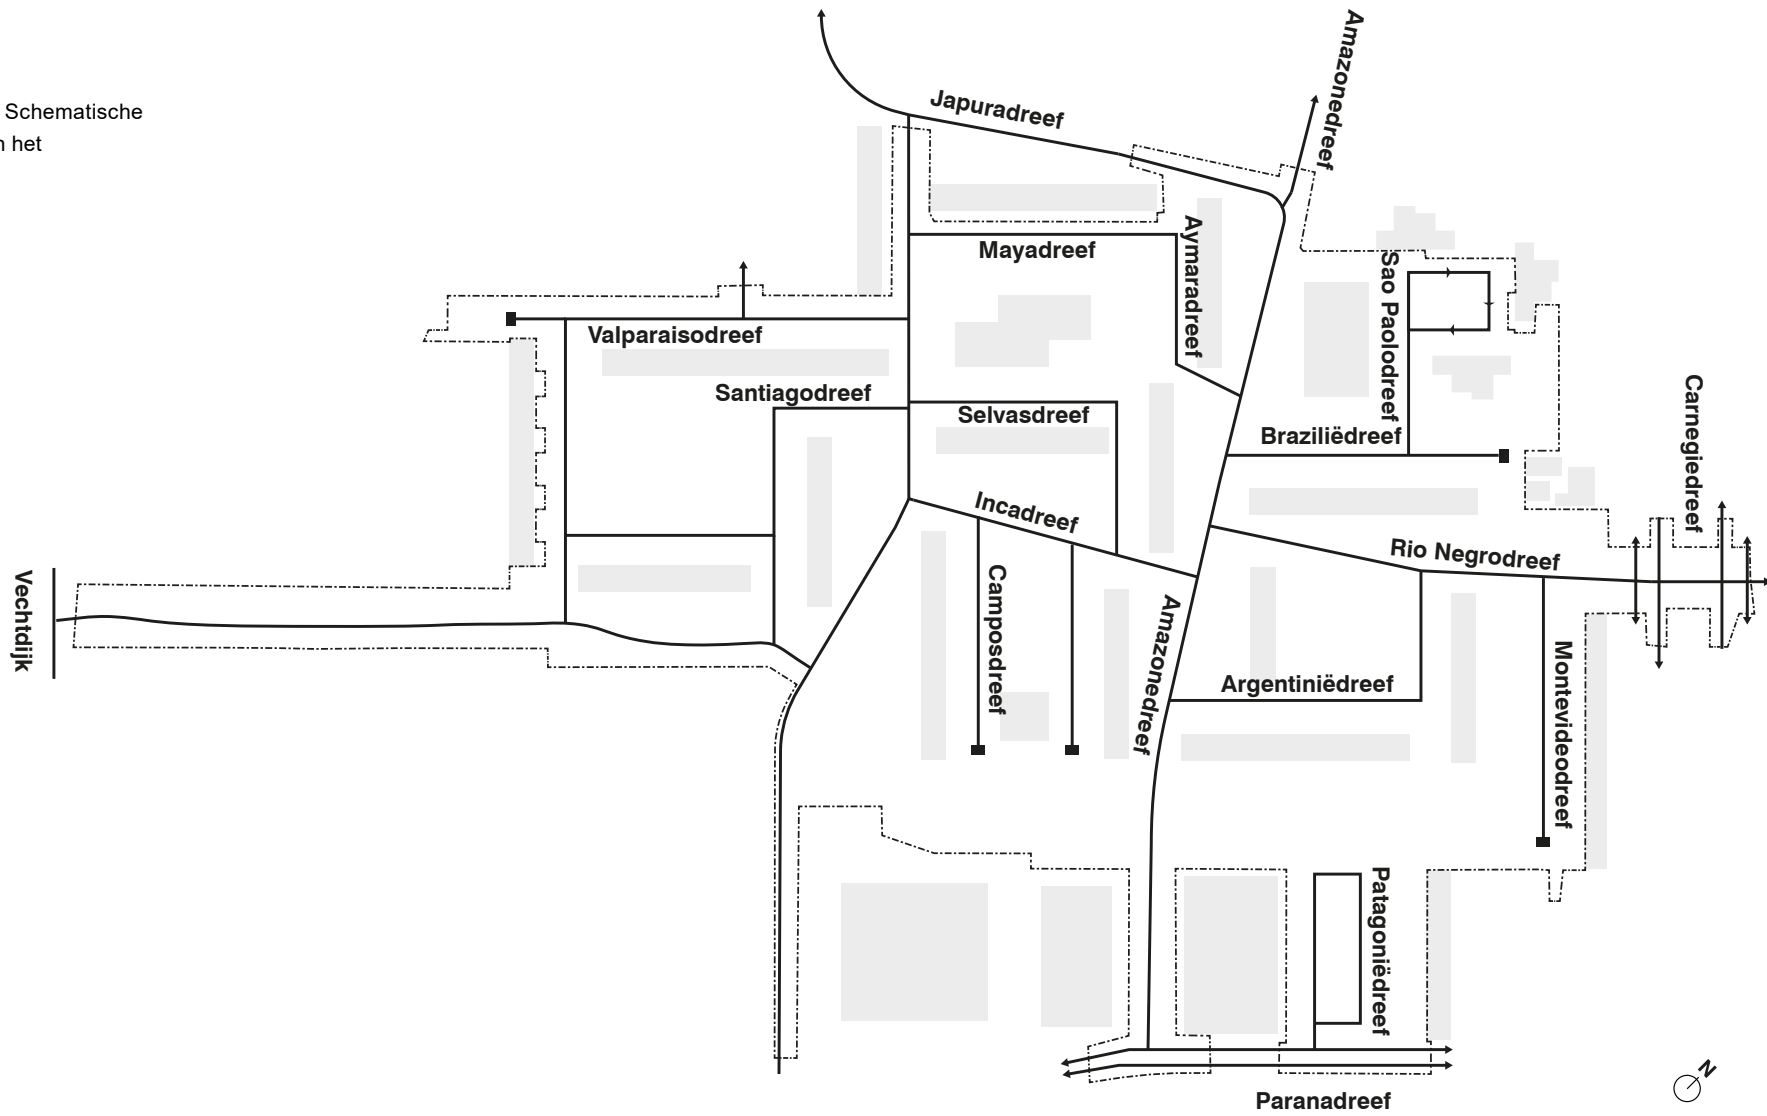 Schematische
n het
Amazonedreef
Japuradreef
Mayadreef
Aymaradreef
Sao Paolodreef
Valparaisodreef
Santiagodreef
Selvasdreef
Braziliëdreef
Carnegiedreef
Incadreef
Rio Negrodreef
Vechtdijk
Camposdreef
Amazonedreef
Argentiniëdreef
Montevideodreef
Patagoniëdreef
Paranadreef
N